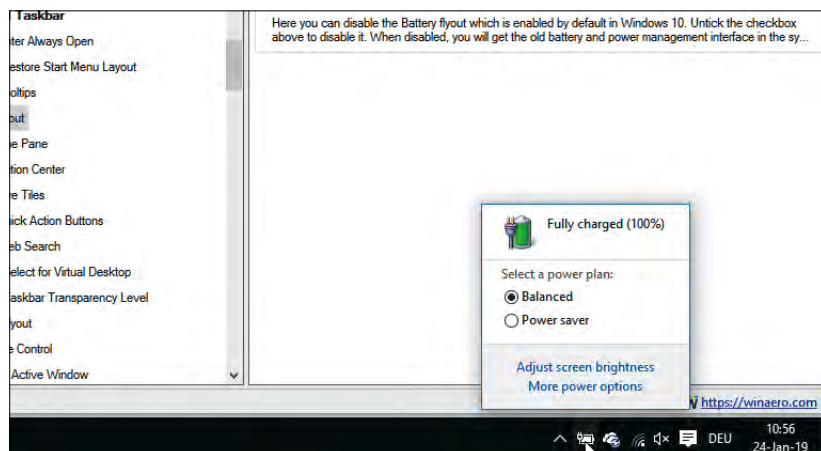 Taskbar
ter Always Open
estore Start Menu Layout
oltips
out
e Pane
tion Center
e Tiles
ick Action Buttons
eb Search
elect for Virtual Desktop
askbar Transparency Level
yout
e Control
Active Window
Here you can disable the Battery flyout which is enabled by default in Windows 10. Untick the checkbox
above to disable it. When disabled, you will get the old battery and power management interface in the sy...
Fully charged (100%)
Select a power plan:
Balanced
Power saver
Adjust screen brightness
More power options
https://winaero.com
DEU
10:56
24-Jan-19